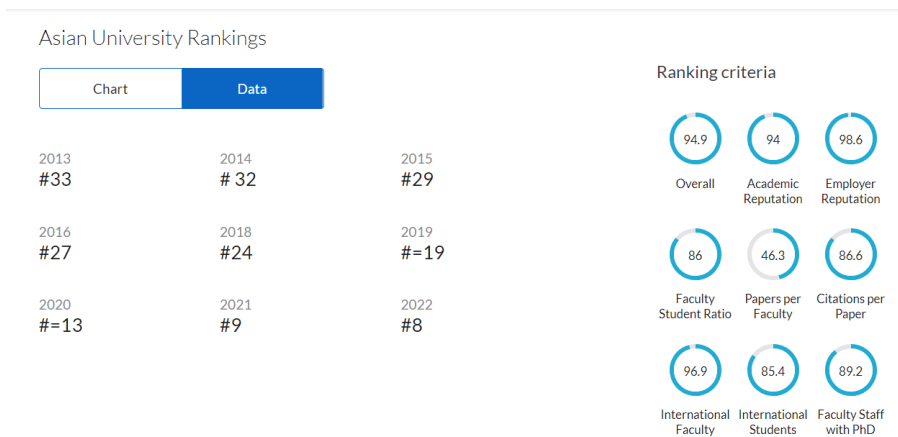 Asian University Rankings
Chart
Data
2013
#33
2014
# 32
2015
#29
2016
#27
2018
#24
2019
#=19
2020
#=13
2021
#9
2022
#8
Ranking criteria
94.9
Overall
94
Academic
Reputation
98.6
Employer
Reputation
86
Faculty
Student Ratio
46.3
Papers per
Faculty
86.6
Citations per
Paper
96.9
International
Faculty
85.4
International
Students
89.2
Faculty Staff
with PhD